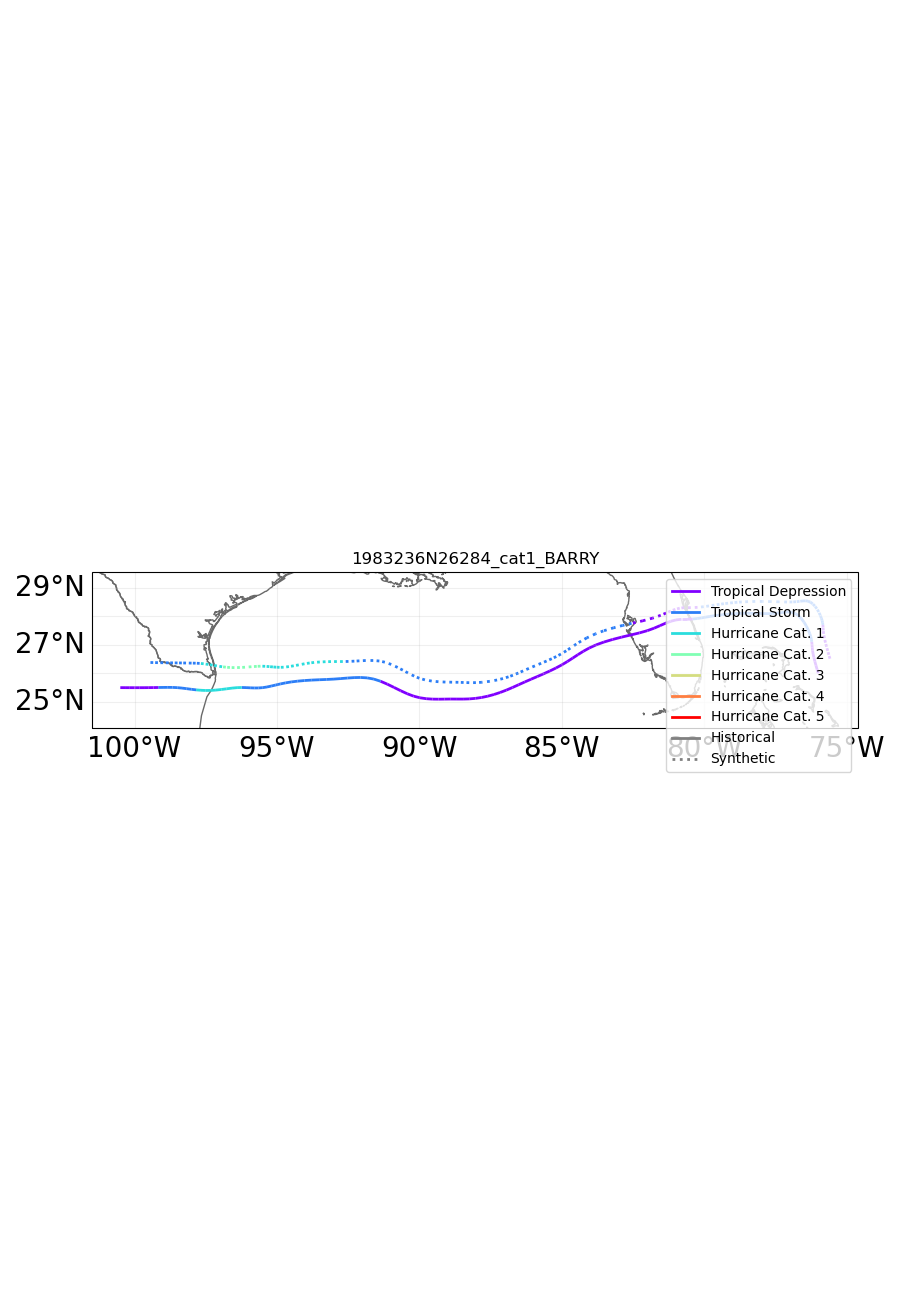 1983236N26284_cat1_BARRY
29°N
27°N
25°N
100°W
95°W
90°W
85°W
80°W
75°W
Tropical Depression
Tropical Storm
Hurricane Cat. 1
Hurricane Cat. 2
Hurricane Cat. 3
Hurricane Cat. 4
Hurricane Cat. 5
Historical
Synthetic